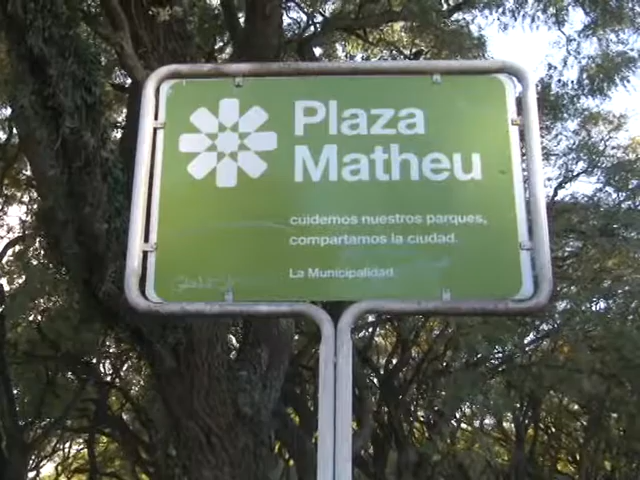 Plaza
Matheu
cuidemos nuestros parques,
compartamos la ciudad.
La Municipalidad